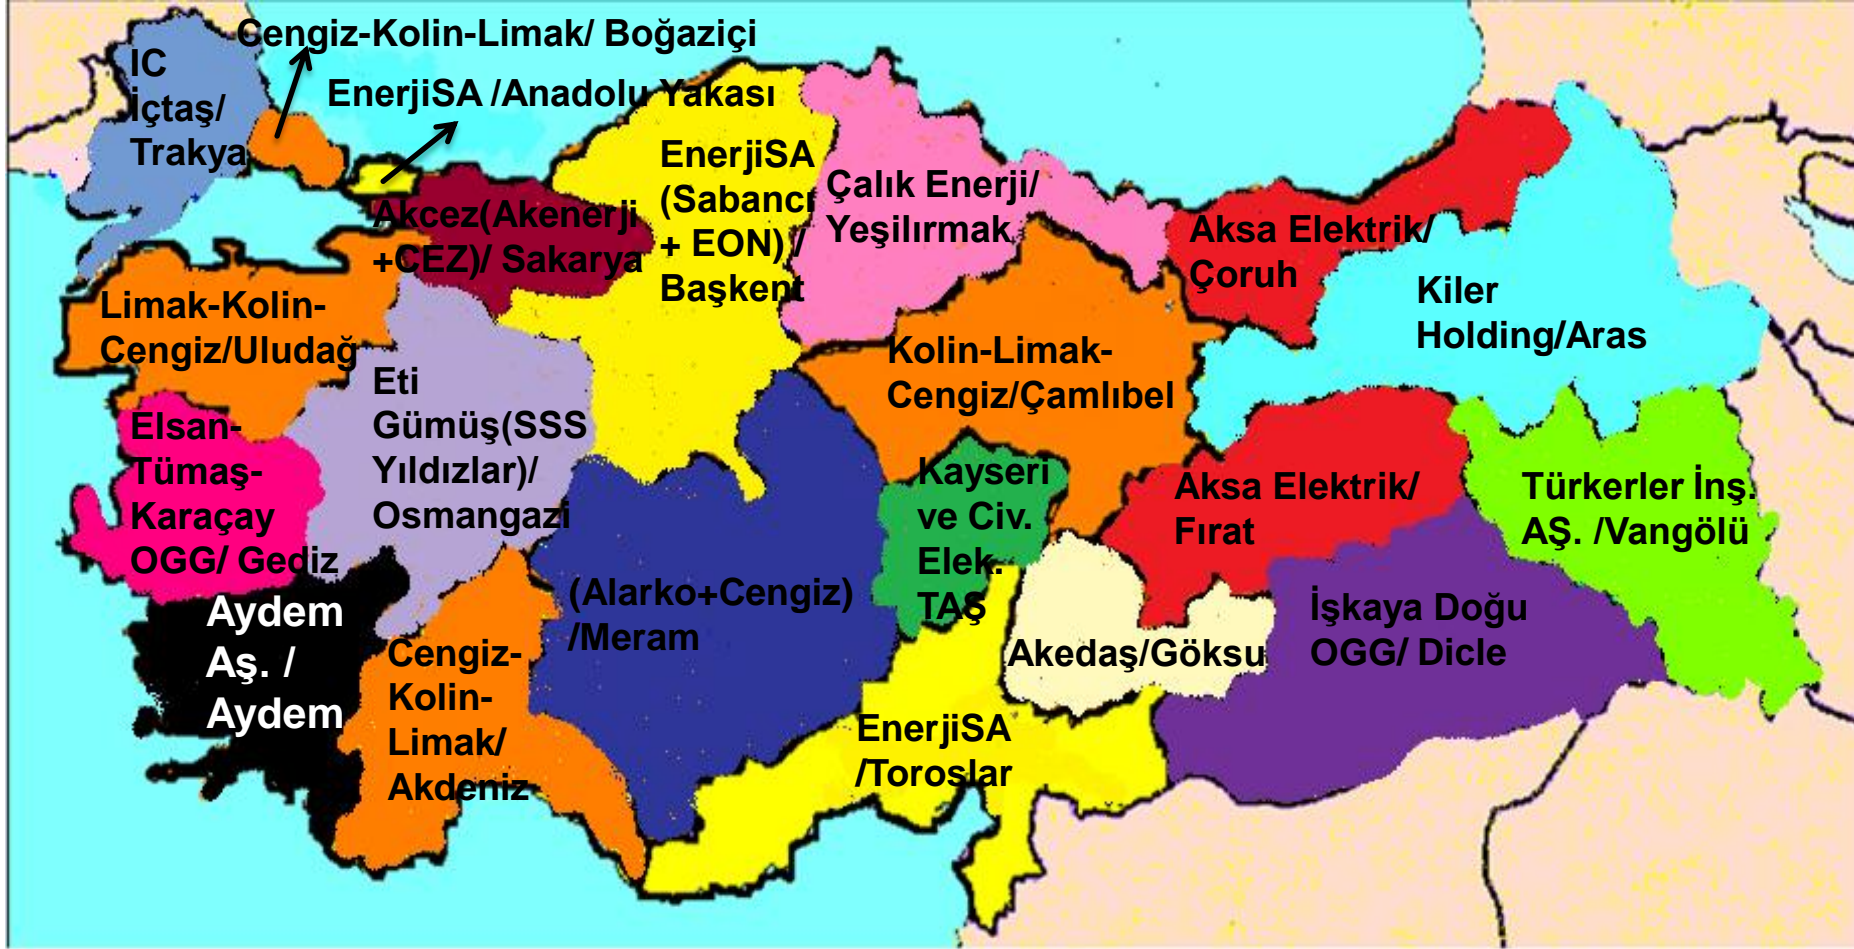 Cengiz-Kolin-Limak/ Boğaziçi
IC
İçtaş/
Trakya
EnerjiSA /Anadolu Yakası
EnerjiSA
(Sabancı
+ EON) /
Başkent
Çalık Enerji/
Yeşilırmak
Akcez(Akenerji
+CEZ)/ Sakarya
Aksa Elektrik/
Çoruh
Kiler
Holding/Aras
Limak-Kolin-
Cengiz/Uludağ
Kolin-Limak-
Cengiz/Çamlıbel
Eti
Gümüş(SSS
Yıldızlar)/
Osmangazi
Elsan-
Tümaş-
Karaçay
OGG/ Gediz
Kayseri
ve Civ.
Elek.
TAŞ
Aksa Elektrik/
Fırat
Türkerler İnş.
AŞ. /Vangölü
Aydem
Aş. /
Aydem
(Alarko+Cengiz)
/Meram
Akedaş/Göksu
İşkaya Doğu
OGG/ Dicle
Cengiz-
Kolin-
Limak/
Akdeniz
EnerjiSA
/Toroslar